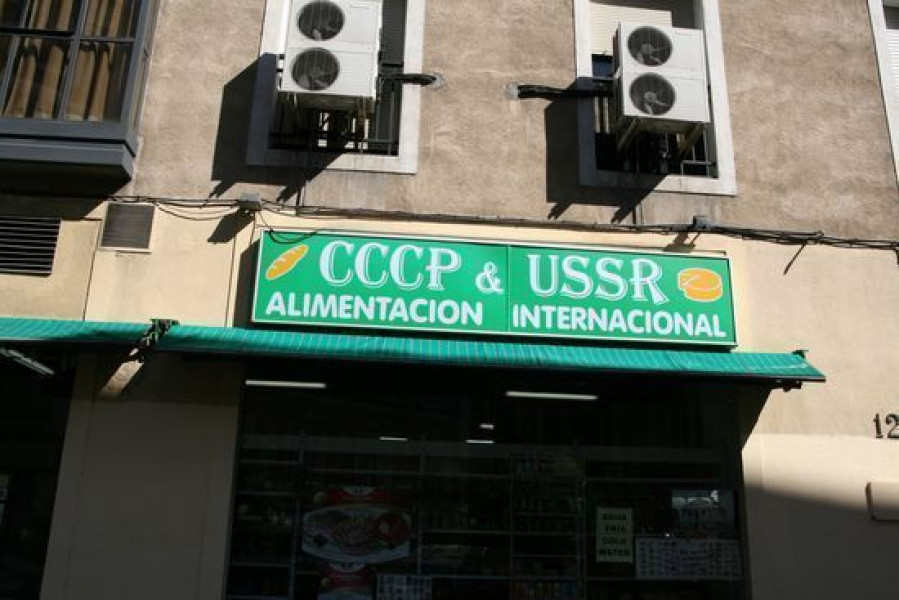 CCCP & USSR
ALIMENTACION INTERNACIONAL
12
AGUA
FRIA
COLD
WATER